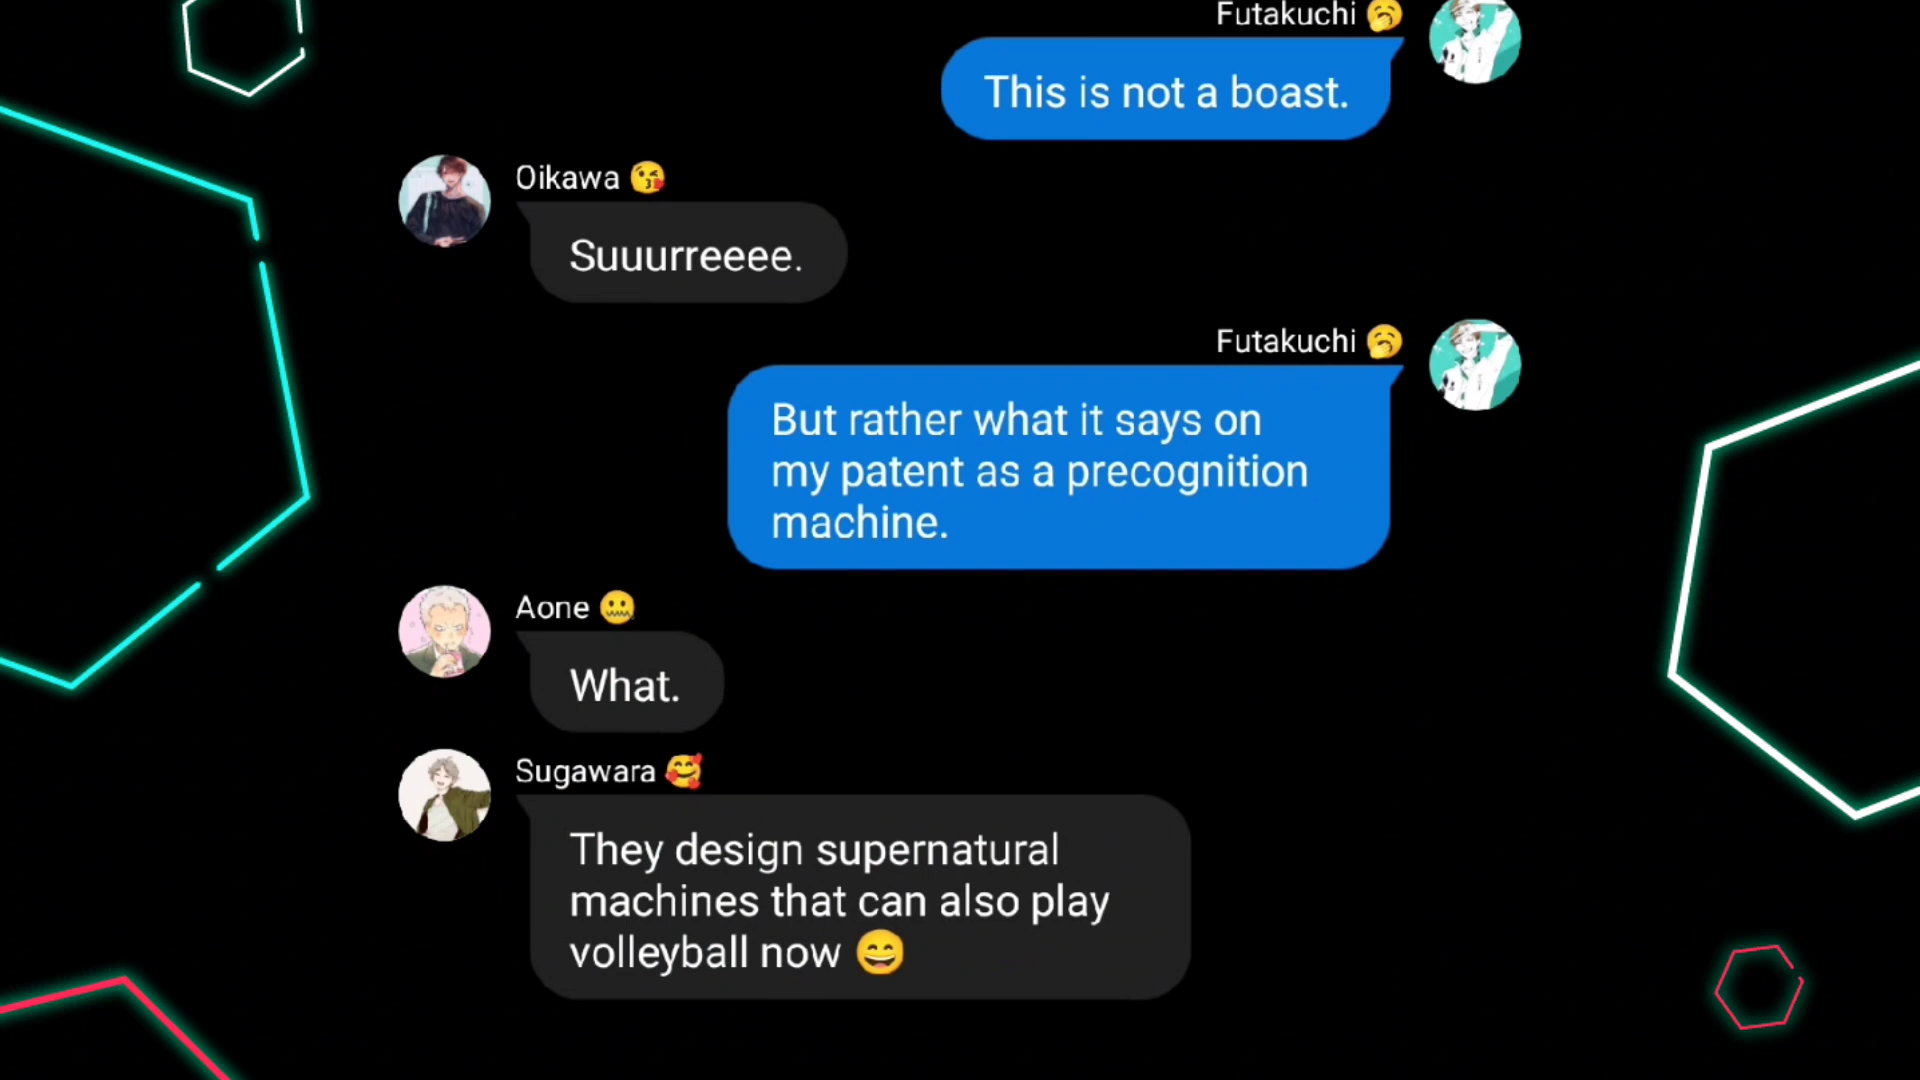 Futakuchi 🥱
This is not a boast.
Oikawa 😘
Suuurreeee.
Futakuchi 🥱
But rather what it says on
my patent as a precognition
machine.
Aone 🤐
What.
Sugawara 🥰
They design supernatural
machines that can also play
volleyball now 😄